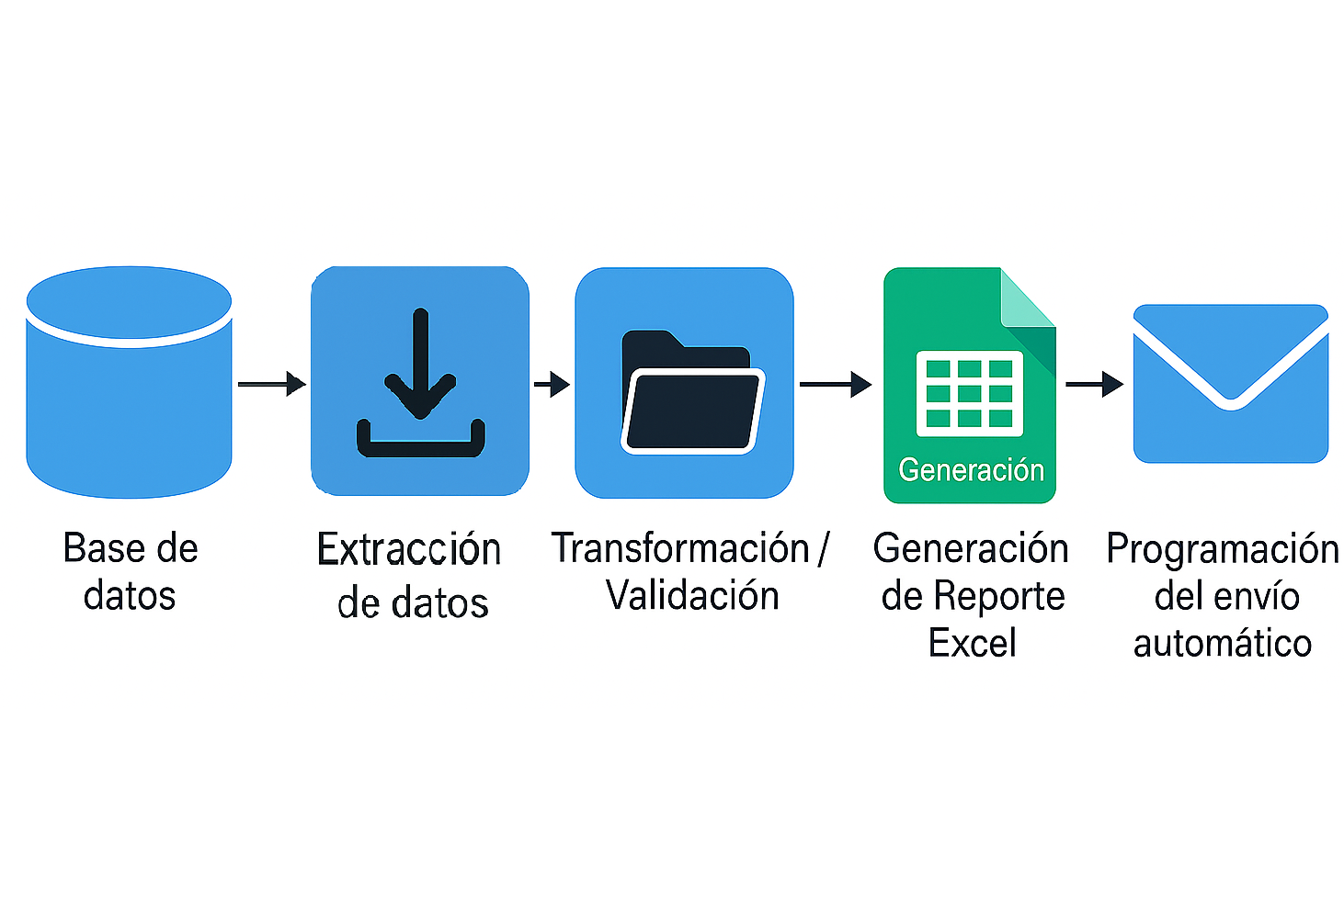 Generación
Base de
datos
Extracción
de datos
Transformación /
Validación
Generación
de Reporte
Excel
Programación
del envío
automático